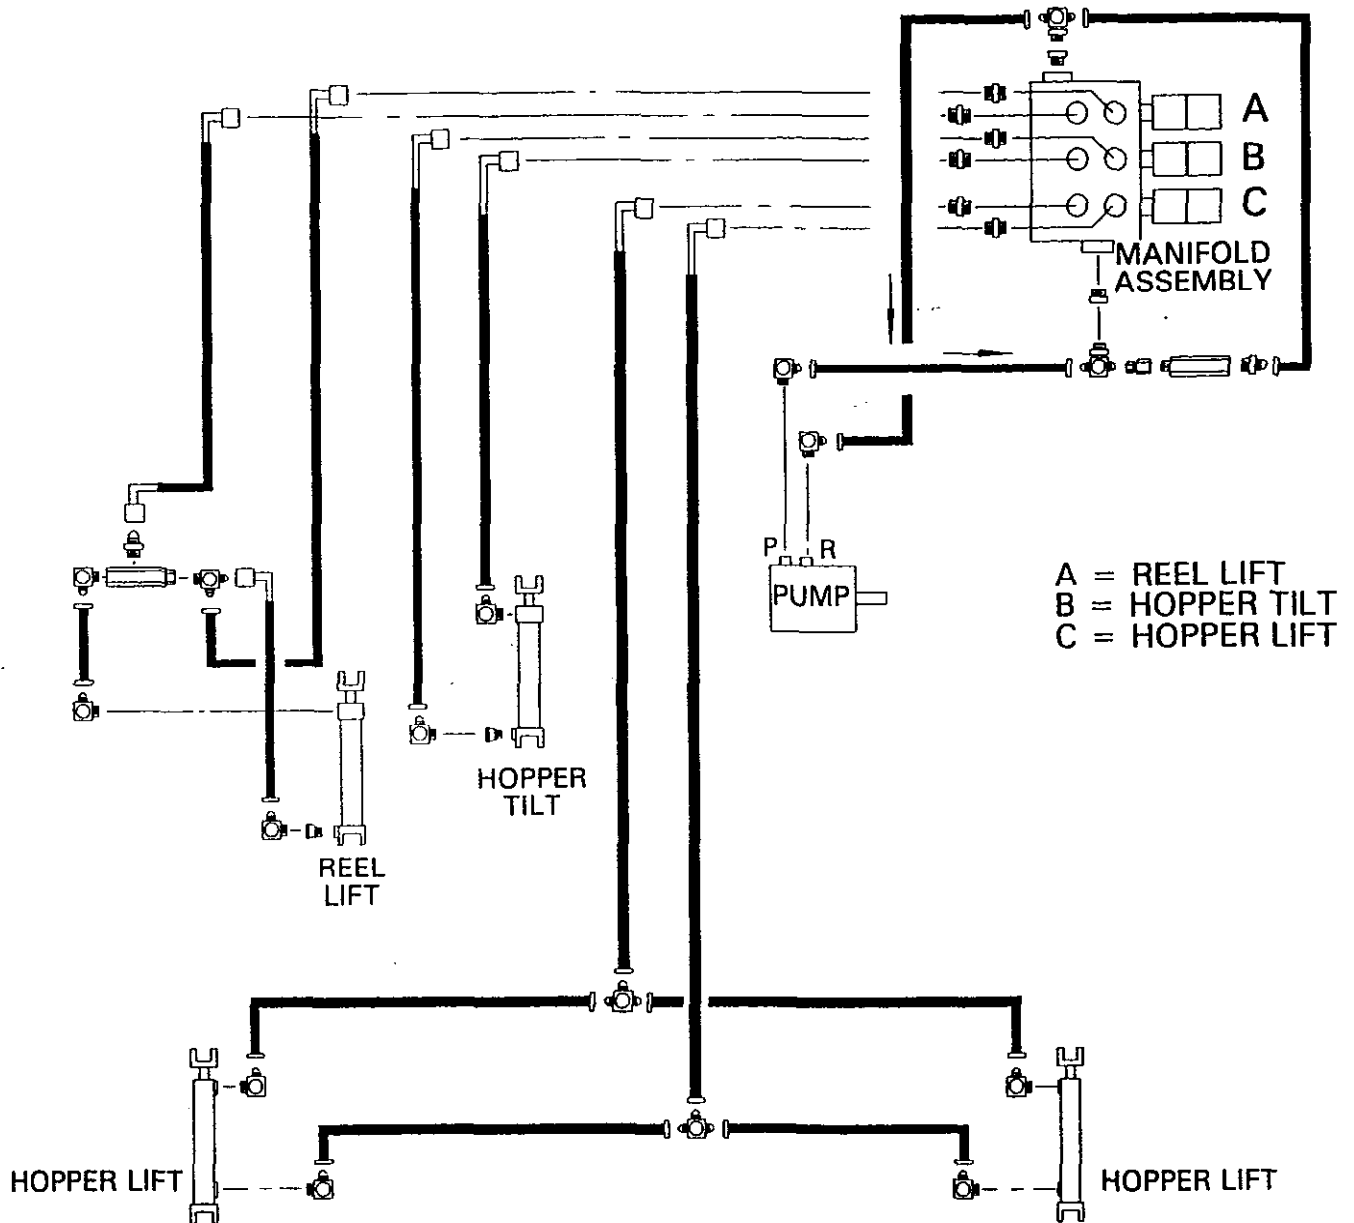 A
B
C
MANIFOLD
ASSEMBLY
P R
PUMP
A = REEL LIFT
B = HOPPER TILT
C = HOPPER LIFT
HOPPER
TILT
REEL
LIFT
HOPPER LIFT
HOPPER LIFT